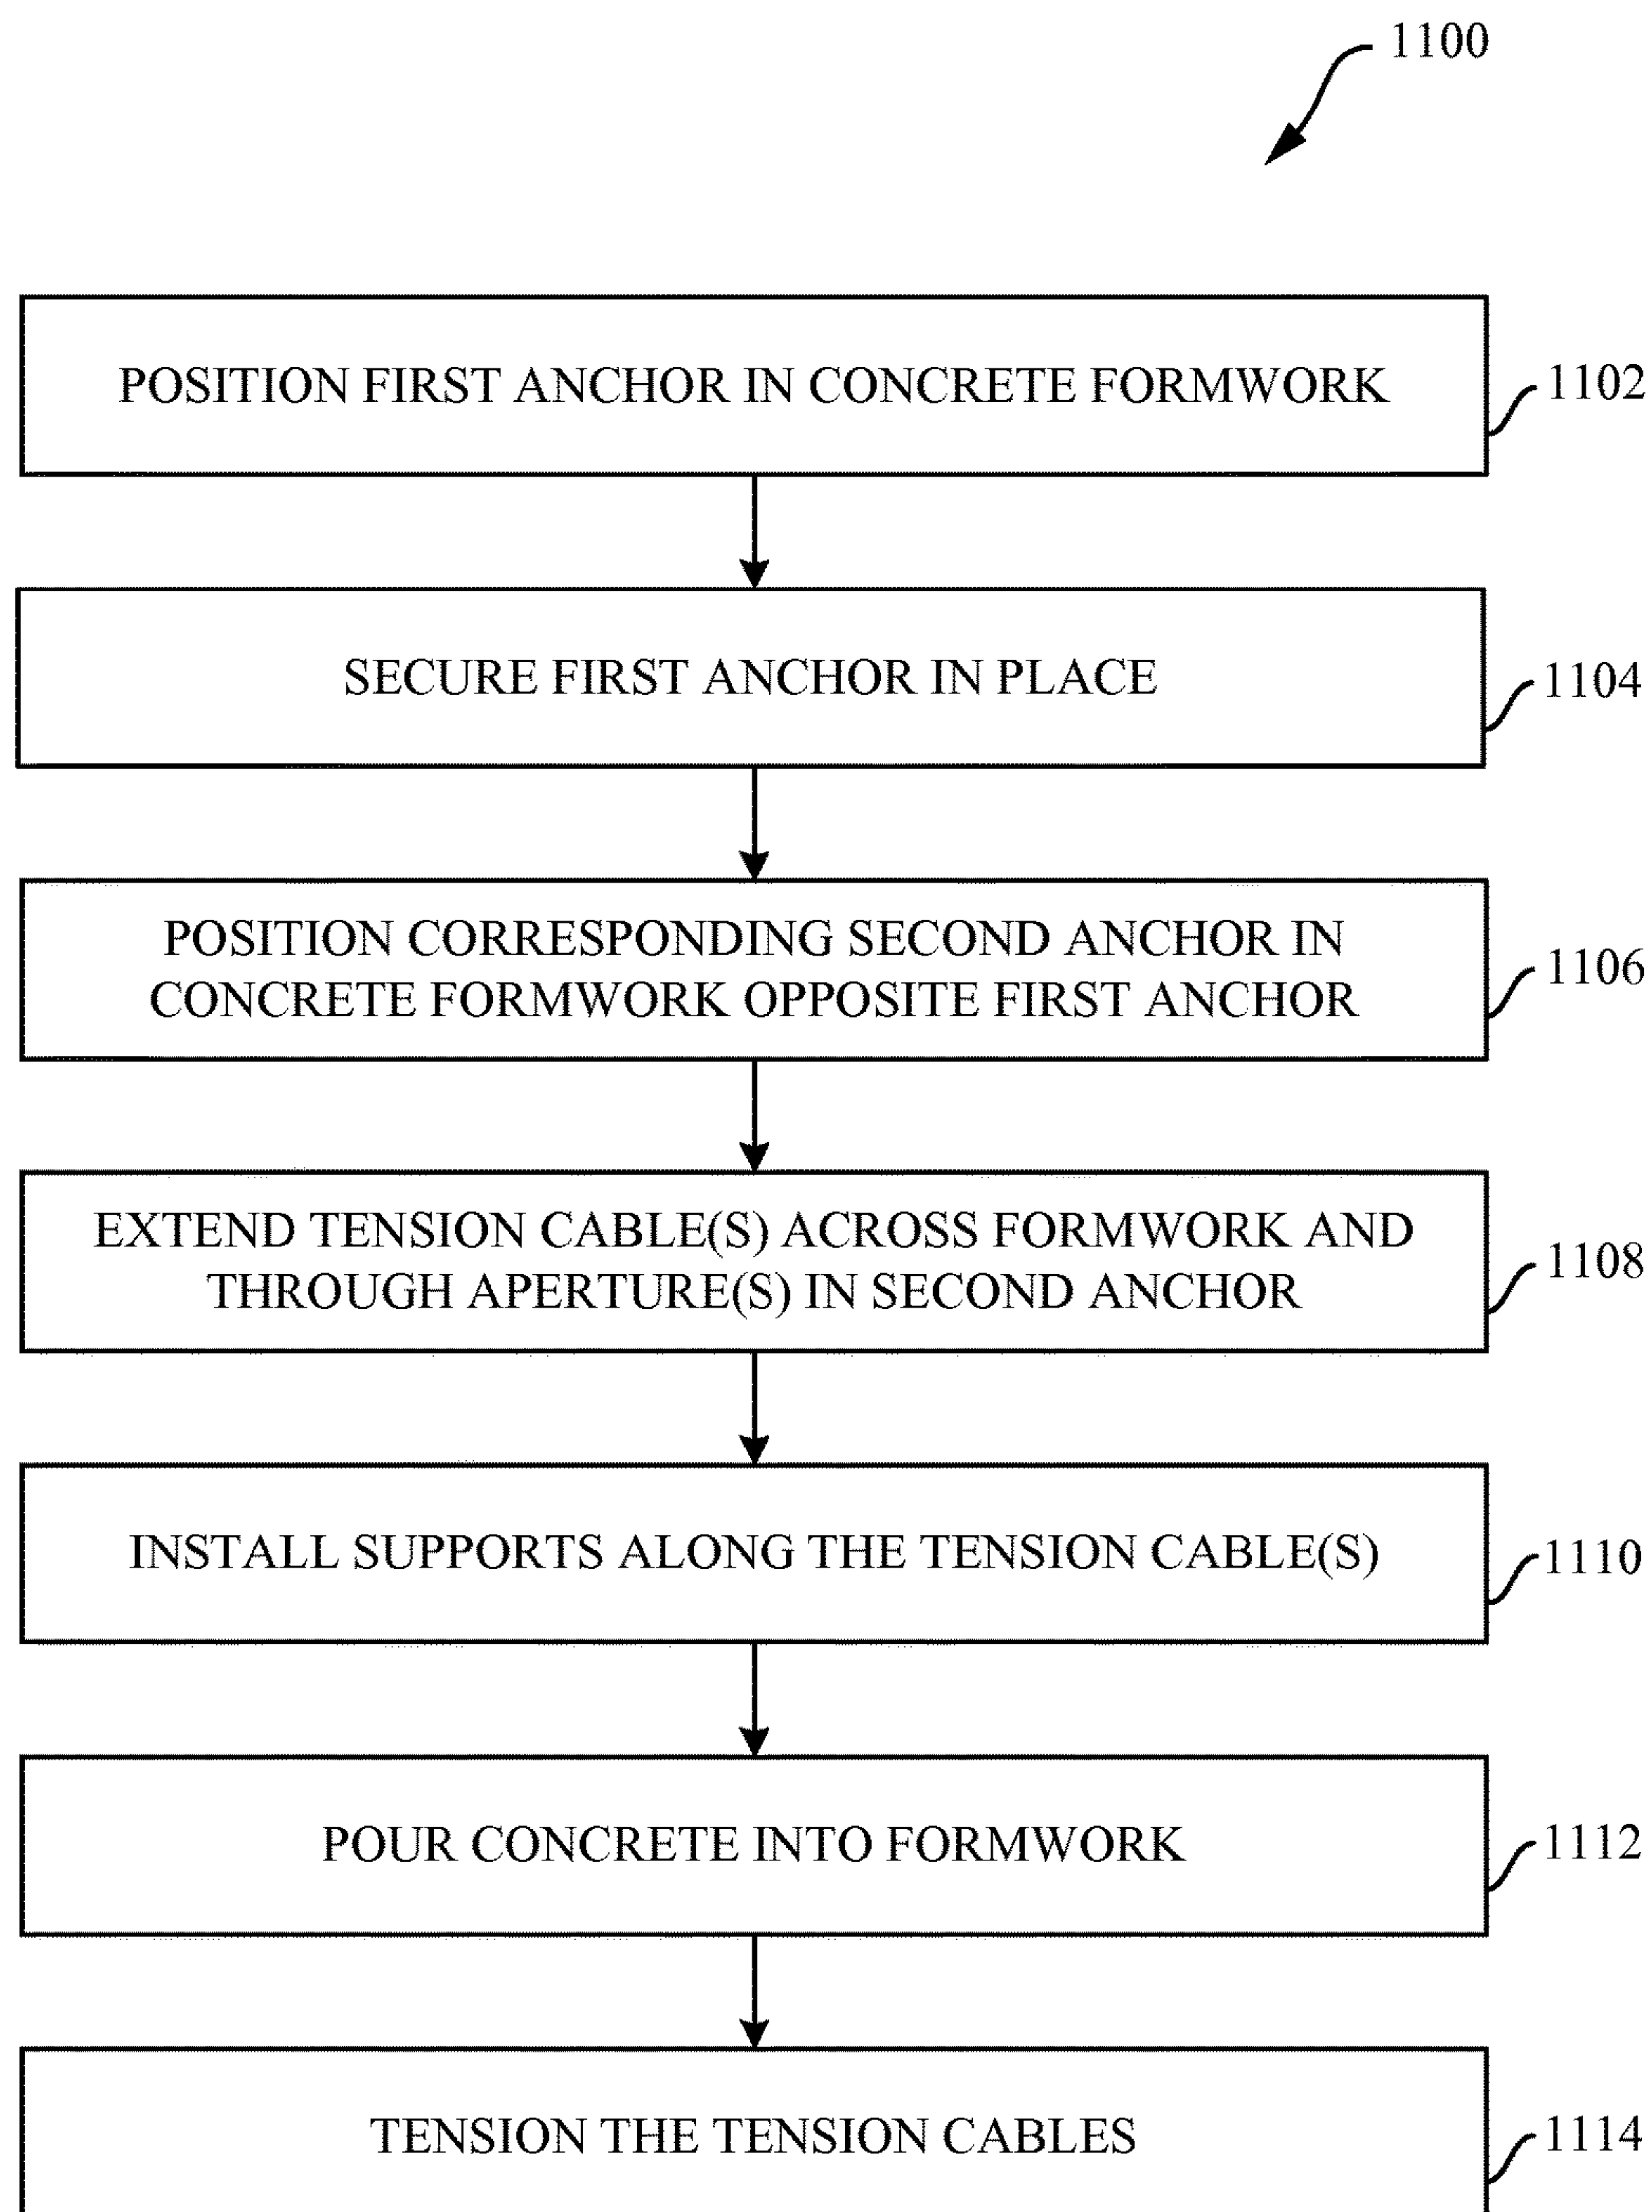 1100
POSITION FIRST ANCHOR IN CONCRETE FORMWORK
1102
SECURE FIRST ANCHOR IN PLACE
1104
POSITION CORRESPONDING SECOND ANCHOR IN
CONCRETE FORMWORK OPPOSITE FIRST ANCHOR
1106
EXTEND TENSION CABLE(S) ACROSS FORMWORK AND
THROUGH APERTURE(S) IN SECOND ANCHOR
1108
INSTALL SUPPORTS ALONG THE TENSION CABLE(S)
1110
POUR CONCRETE INTO FORMWORK
1112
TENSION THE TENSION CABLES
1114